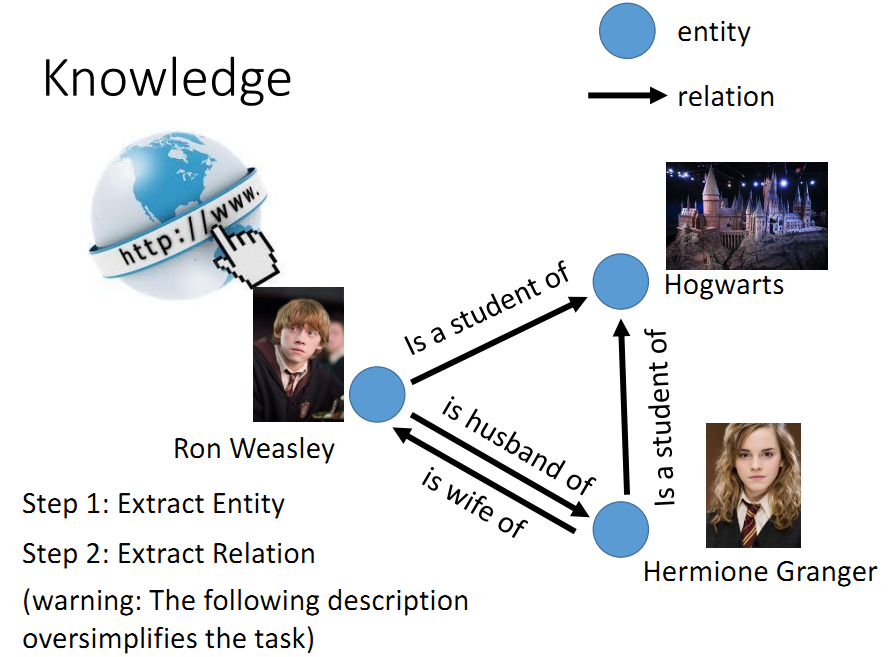 Knowledge
entity
relation
http://www.
Hogwarts
Is a student of
Is a student of
is husband of
is wife of
Ron Weasley
Hermione Granger
Step 1: Extract Entity
Step 2: Extract Relation
(warning: The following description
oversimplifies the task)